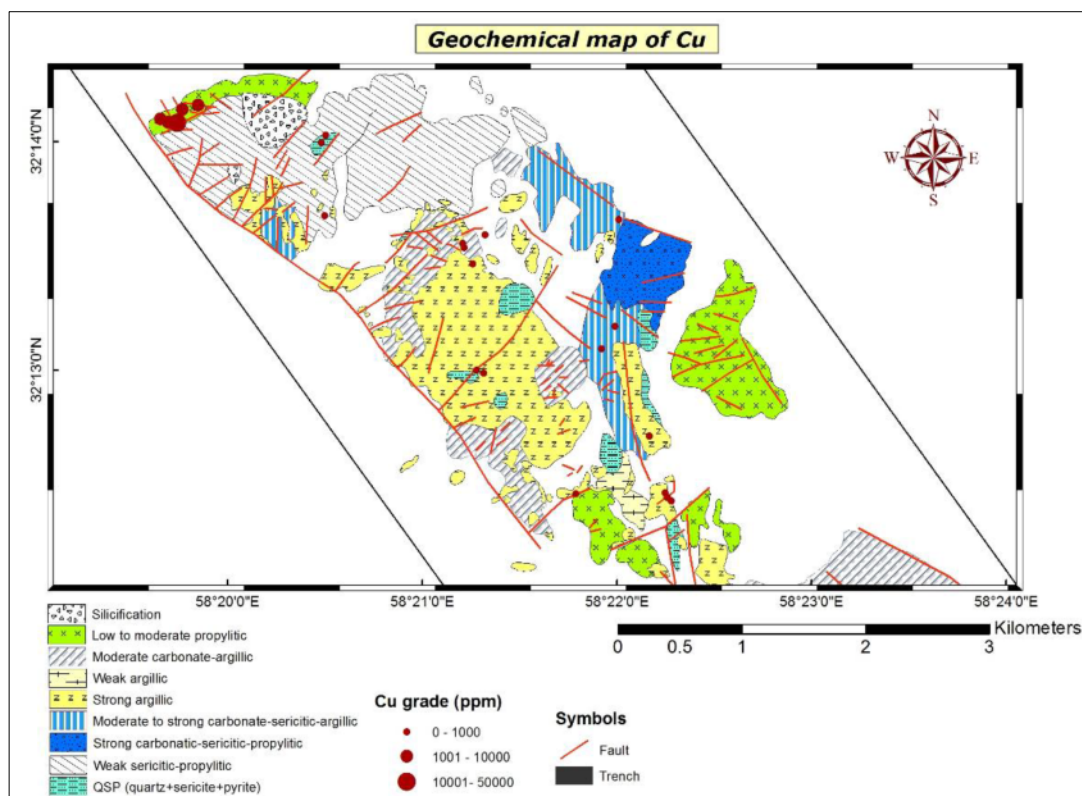 Geochemical map of Cu
N
W E
S
32°14'0"N
32°13'0"N
58°20'0"E 58°21'0"E 58°22'0"E 58°23'0"E 58°24'0"E
Kilometers
0 0.5 1 2 3
Silicification
Low to moderate propylitic
Moderate carbonate-argillic
Weak argillic
Strong argillic
Moderate to strong carbonate-sericitic-argillic
Strong carbonatic-sericitic-propylitic
Weak sericitic-propylitic
QSP (quartz+sericite+pyrite)
Cu grade (ppm)
0 - 1000
1001 - 10000
10001- 50000
Symbols
Fault
Trench